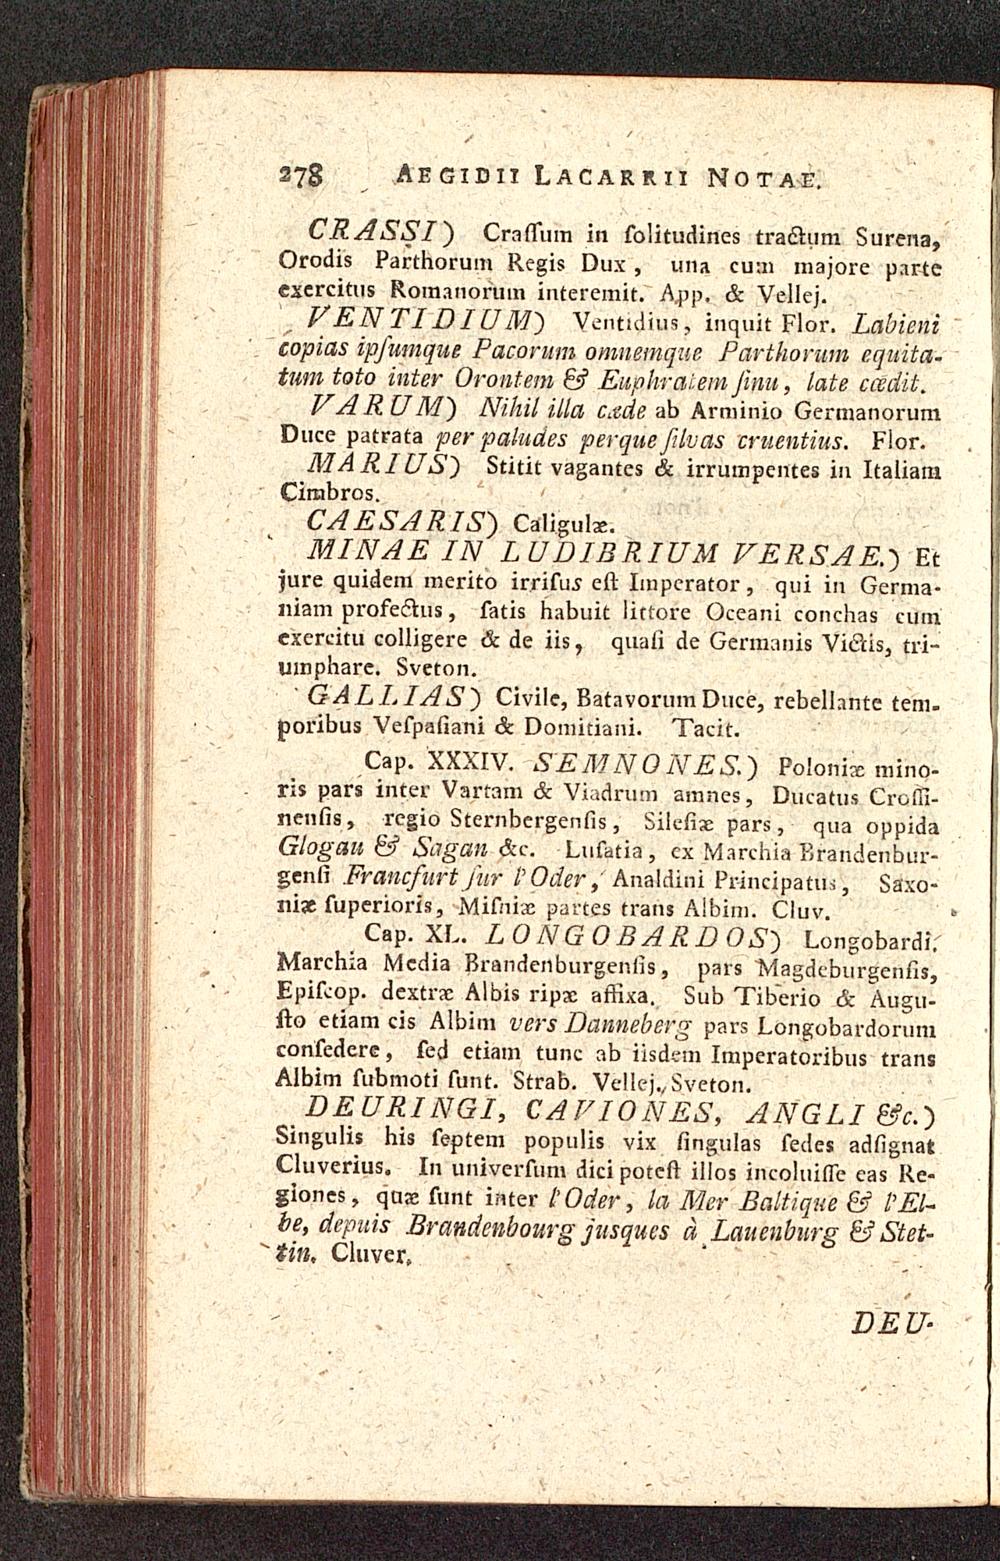 278 AEGIDII LACARRII NOTAE.
CRASSI) Craſſum in ſolitudines tractum Surena,
Orodis Parthorum Regis Dux, una cum majore parte
exercitus Romanorum interemit. App. & Vellej.
VENTIDIUM) Ventidius, inquit Flor. Labieni
copias ipſumque Pacorum omnemque Parthorum equita-
tum toto inter Orontem & Euphratem ſinu, late cædit.
VARUM) Nihil illa cæde ab Arminio Germanorum
Duce patrata per paludes perque ſilvas cruentius. Flor.
MARIUS) Stitit vagantes & irrumpentes in Italiam
Cimbros.
CAESARIS) Caligulæ.
MINAE IN LUDIBRIUM VERSAE.) Et
jure quidem merito irriſus eſt Imperator, qui in Germa-
niam profectus, ſatis habuit littore Oceani conchas cum
exercitu colligere & de iis, quaſi de Germanis Victis, tri-
umphare. Sveton.
GALLIAS) Civile, Batavorum Duce, rebellante tem-
poribus Veſpaſiani & Domitiani. Tacit.
Cap. XXXIV. SEMNONES.) Poloniæ mino-
ris pars inter Vartam & Viadrum amnes, Ducatus Croſſi-
nenſis, regio Sternbergenſis, Sileſiæ pars, qua oppida
Glogau & Sagan &c. Luſatia, ex Marchia Brandenbur-
genſi Francfurt ſur l'Oder, Analdini Principatus, Saxo-
niæ ſuperioris, Miſniæ partes trans Albim. Cluv.
Cap. XL. LONGOBARDOS) Longobardi,
Marchia Media Brandenburgenſis, pars Magdeburgenſis,
Epiſcop. dextræ Albis ripæ affixa. Sub Tiberio & Augu-
ſto etiam cis Albim vers Danneberg pars Longobardorum
conſedere, ſed etiam tunc ab iisdem Imperatoribus trans
Albim ſubmoti ſunt. Strab. Vellej., Sveton.
DEURINGI, CAVIONES, ANGLI &c.)
Singulis his ſeptem populis vix ſingulas ſedes adſignat
Cluverius. In univerſum dici poteſt illos incoluiſſe eas Re-
giones, quæ ſunt inter l'Oder, la Mer Baltique & l'El-
be, depuis Brandenbourg jusques à Lauenburg & Stet-
tin. Cluver.
DEU-